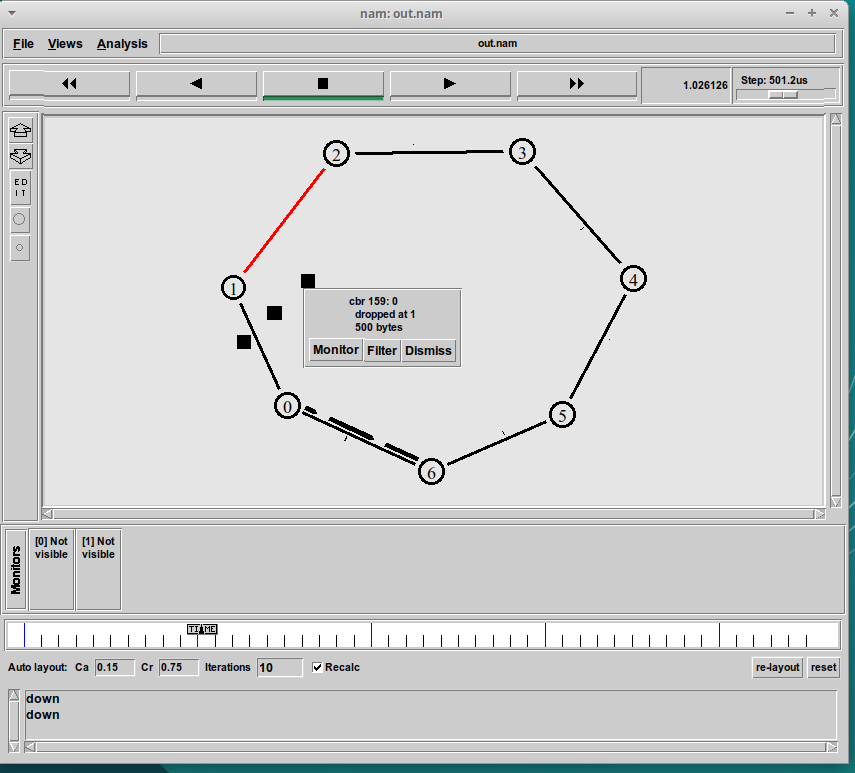 nam: out.nam
File Views Analysis out.nam
1.026126 Step: 501.2us
ED
IT
2
3
1
4
cbr 159: 0
dropped at 1
500 bytes
Monitor Filter Dismiss
0
5
6
Monitors
[0] Not
visible
[1] Not
visible
TIME
Auto layout: Ca 0.15 Cr 0.75 Iterations 10 Recalc re-layout reset
down
down